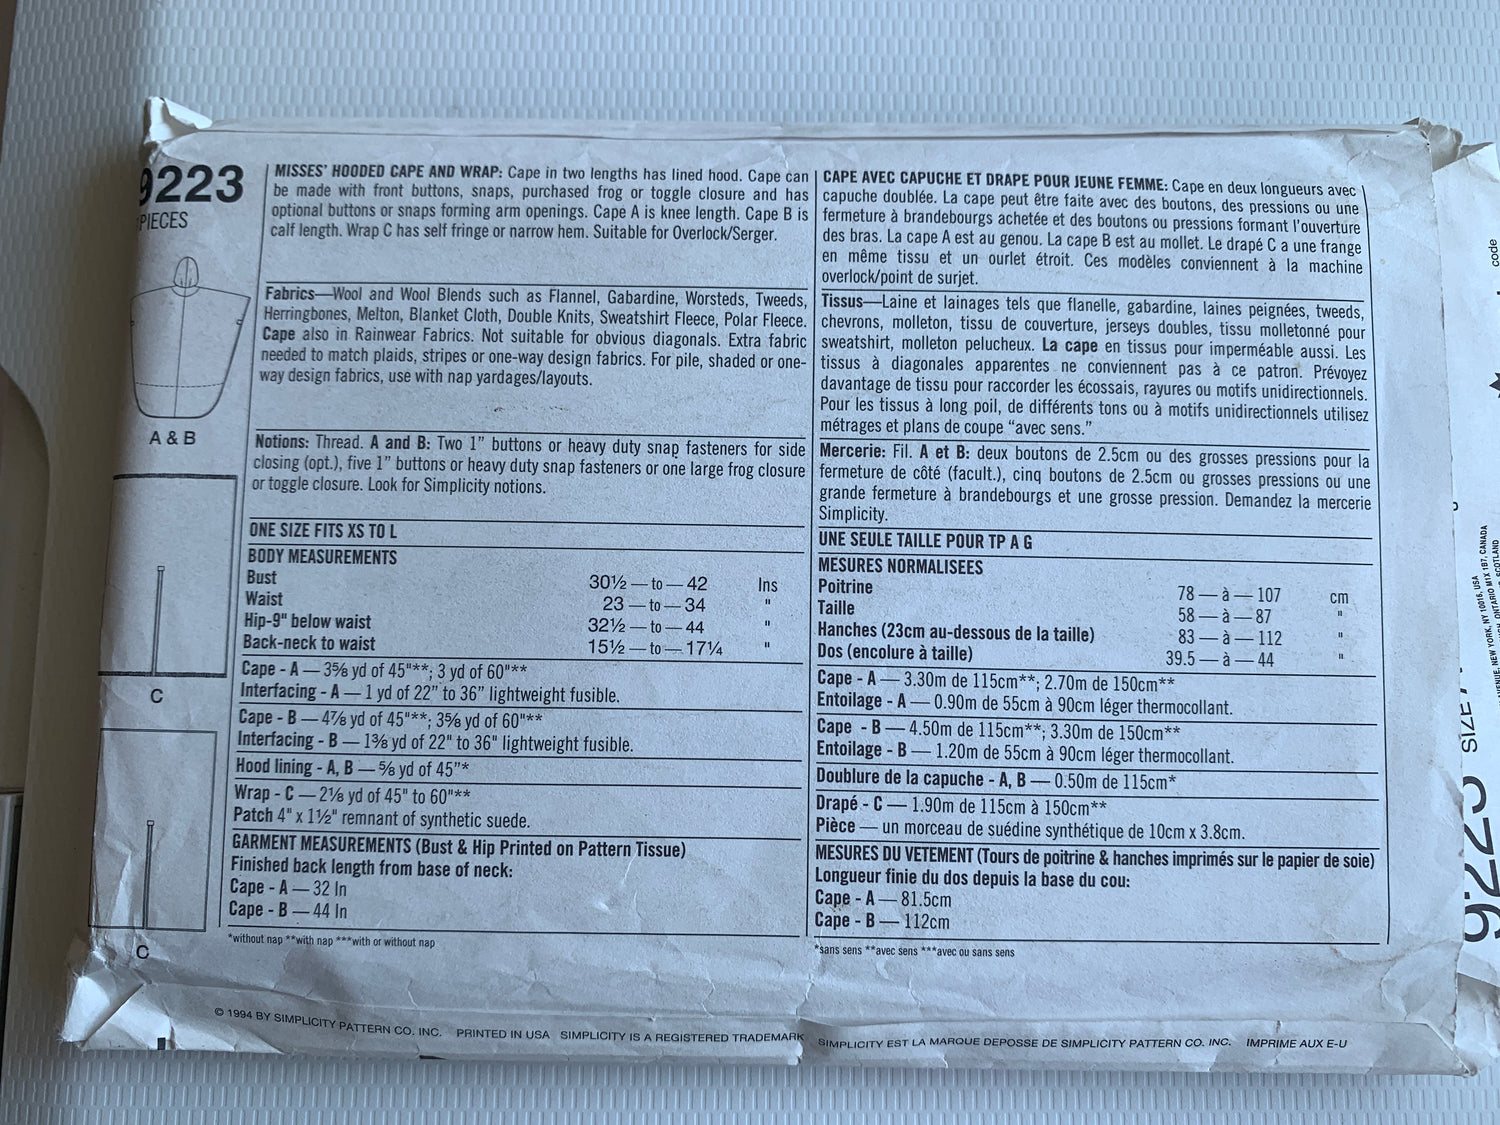 9223
PIECES
A & B
C
C
MISSES' HOODED CAPE AND WRAP: Cape in two lengths has lined hood. Cape can
be made with front buttons, snaps, purchased frog or toggle closure and has
optional buttons or snaps forming arm openings. Cape A is knee length. Cape B is
calf length. Wrap C has self fringe or narrow hem. Suitable for Overlock/Serger.
Fabrics—Wool and Wool Blends such as Flannel, Gabardine, Worsteds, Tweeds,
Herringbones, Melton, Blanket Cloth, Double Knits, Sweatshirt Fleece, Polar Fleece.
Cape also in Rainwear Fabrics. Not suitable for obvious diagonals. Extra fabric
needed to match plaids, stripes or one-way design fabrics. For pile, shaded or one-
way design fabrics, use with nap yardages/layouts.
Notions: Thread. A and B: Two 1" buttons or heavy duty snap fasteners for side
closing (opt.), five 1" buttons or heavy duty snap fasteners or one large frog closure
or toggle closure. Look for Simplicity notions.
ONE SIZE FITS XS TO L
BODY MEASUREMENTS
Bust 30½ — to — 42 Ins
Waist 23 — to — 34 "
Hip-9" below waist 32½ — to — 44 "
Back-neck to waist 15½ — to — 17¼ "
Cape - A — 3⅝ yd of 45"**; 3 yd of 60"**
Interfacing - A — 1 yd of 22" to 36" lightweight fusible.
Cape - B — 4⅞ yd of 45"**; 3⅝ yd of 60"**
Interfacing - B — 1⅜ yd of 22" to 36" lightweight fusible.
Hood lining - A, B — ⅝ yd of 45"*
Wrap - C — 2⅛ yd of 45" to 60"**
Patch 4" x 1½" remnant of synthetic suede.
GARMENT MEASUREMENTS (Bust & Hip Printed on Pattern Tissue)
Finished back length from base of neck:
Cape - A — 32 In
Cape - B — 44 In
*without nap **with nap ***with or without nap
CAPE AVEC CAPUCHE ET DRAPE POUR JEUNE FEMME: Cape en deux longueurs avec
capuche doublée. La cape peut être faite avec des boutons, des pressions ou une
fermeture à brandebourgs achetée et des boutons ou pressions formant l'ouverture
des bras. La cape A est au genou. La cape B est au mollet. Le drapé C a une frange
en même tissu et un ourlet étroit. Ces modèles conviennent à la machine
overlock/point de surjet.
Tissus—Laine et lainages tels que flanelle, gabardine, laines peignées, tweeds,
chevrons, molleton, tissu de couverture, jerseys doubles, tissu molletonné pour
sweatshirt, molleton pelucheux. La cape en tissus pour imperméable aussi. Les
tissus à diagonales apparentes ne conviennent pas à ce patron. Prévoyez
davantage de tissu pour raccorder les écossais, rayures ou motifs unidirectionnels.
Pour les tissus à long poil, de différents tons ou à motifs unidirectionnels utilisez
métrages et plans de coupe "avec sens."
Mercerie: Fil. A et B: deux boutons de 2.5cm ou des grosses pressions pour la
fermeture de côté (facult.), cinq boutons de 2.5cm ou grosses pressions ou une
grande fermeture à brandebourgs et une grosse pression. Demandez la mercerie
Simplicity.
UNE SEULE TAILLE POUR TP A G
MESURES NORMALISEES
Poitrine 78 — à — 107 cm
Taille 58 — à — 87 "
Hanches (23cm au-dessous de la taille) 83 — à — 112 "
Dos (encolure à taille) 39.5 — à — 44 "
Cape - A — 3.30m de 115cm**; 2.70m de 150cm**
Entoilage - A — 0.90m de 55cm à 90cm léger thermocollant.
Cape - B — 4.50m de 115cm**; 3.30m de 150cm**
Entoilage - B — 1.20m de 55cm à 90cm léger thermocollant.
Doublure de la capuche - A, B — 0.50m de 115cm*
Drapé - C — 1.90m de 115cm à 150cm**
Pièce — un morceau de suédine synthétique de 10cm x 3.8cm.
MESURES DU VETEMENT (Tours de poitrine & hanches imprimés sur le papier de soie)
Longueur finie du dos depuis la base du cou:
Cape - A — 81.5cm
Cape - B — 112cm
*sans sens **avec sens ***avec ou sans sens
© 1994 BY SIMPLICITY PATTERN CO. INC. PRINTED IN USA SIMPLICITY IS A REGISTERED TRADEMARK
SIMPLICITY EST LA MARQUE DEPOSSE DE SIMPLICITY PATTERN CO. INC. IMPRIME AUX E-U
code
NEW YORK, NY 10016, USA
ONTARIO M1X 1B7, CANADA
SCOTLAND
SIZE
9223